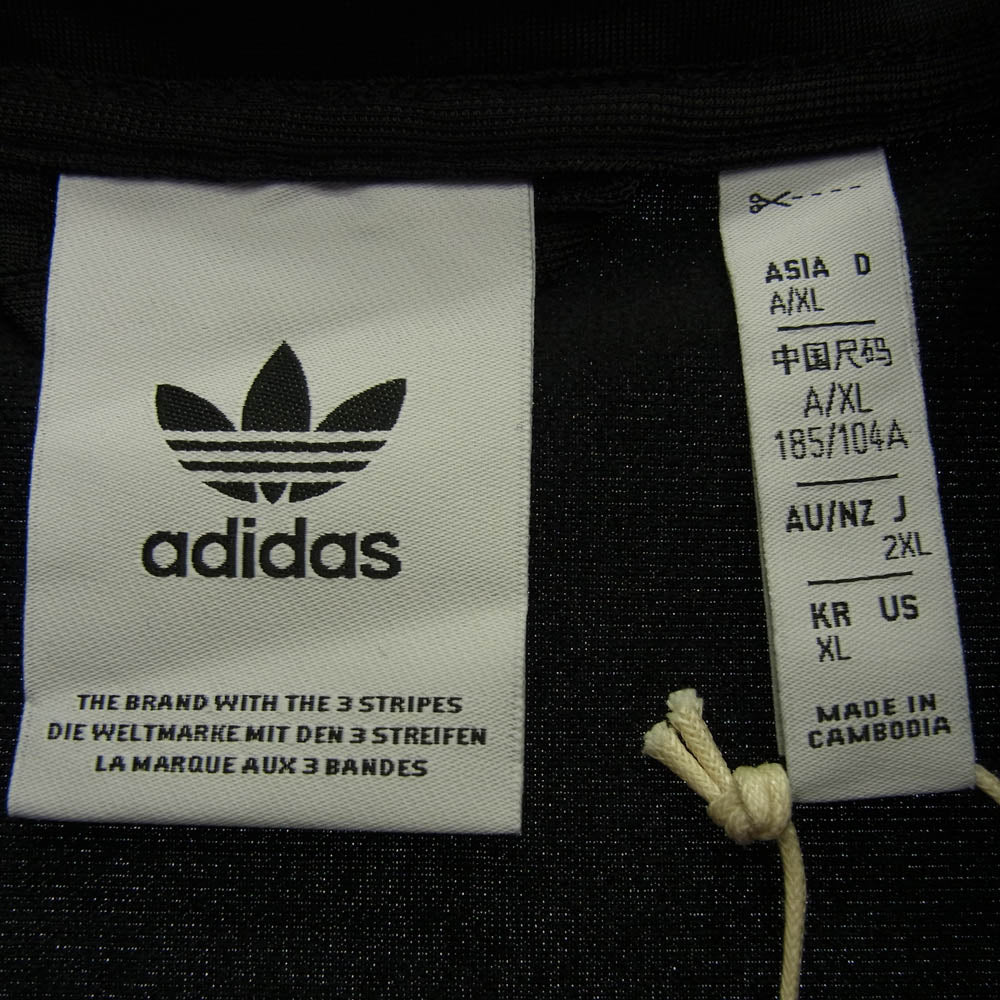 adidas
THE BRAND WITH THE 3 STRIPES
DIE WELTMARKE MIT DEN 3 STREIFEN
LA MARQUE AUX 3 BANDES
ASIA D
A/XL
中国尺码
A/XL
185/104A
AU/NZ J
2XL
KR US
XL
MADE IN
CAMBODIA